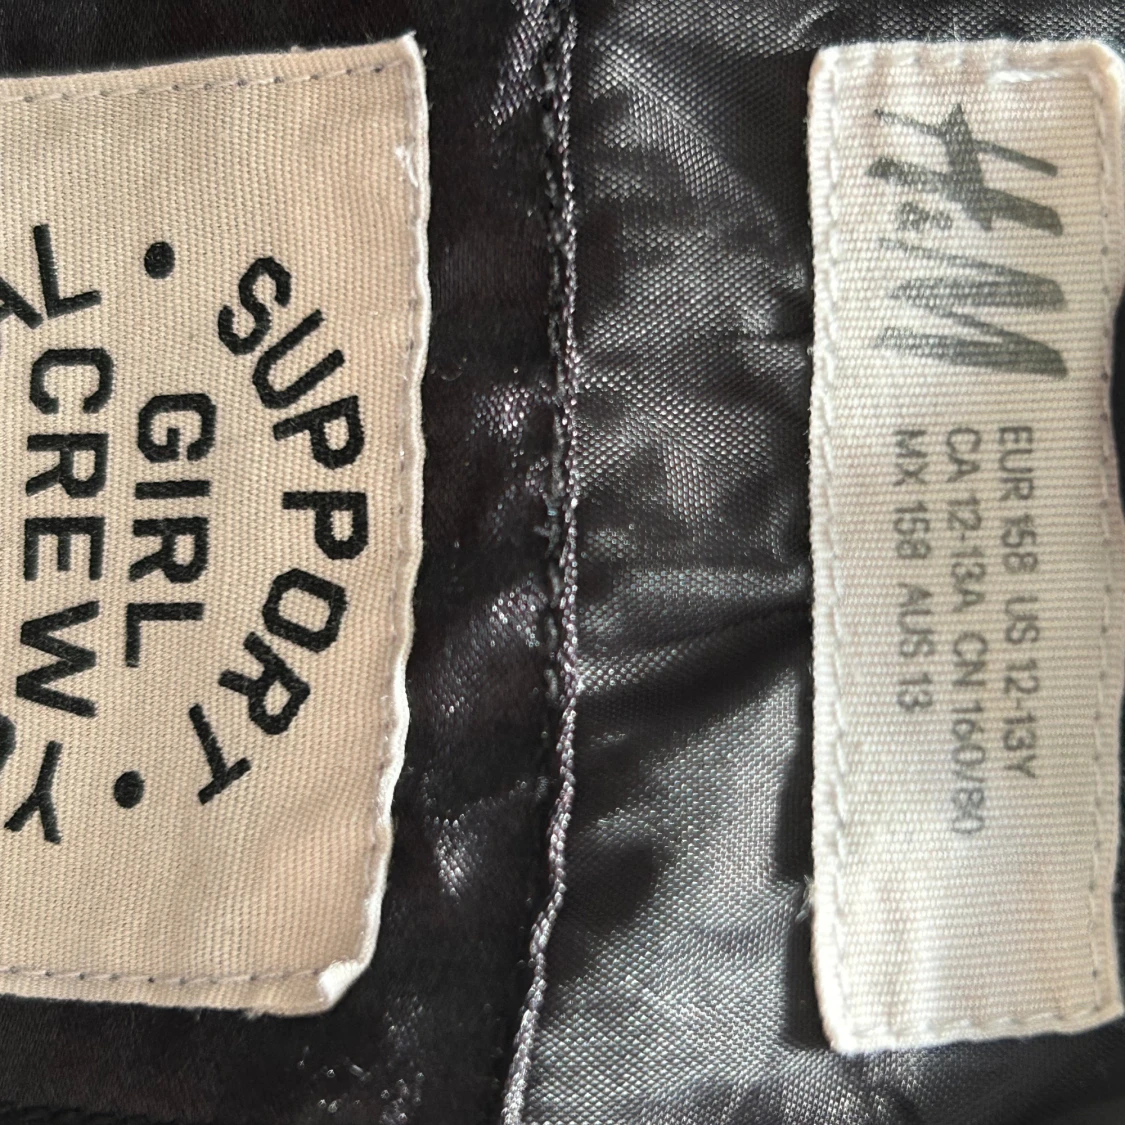 SUPPORT
• GIRL •
CREW
H&M
EUR 158 US 12-13Y
CA 12-13A CN 160/80
MX 158 AUS 13